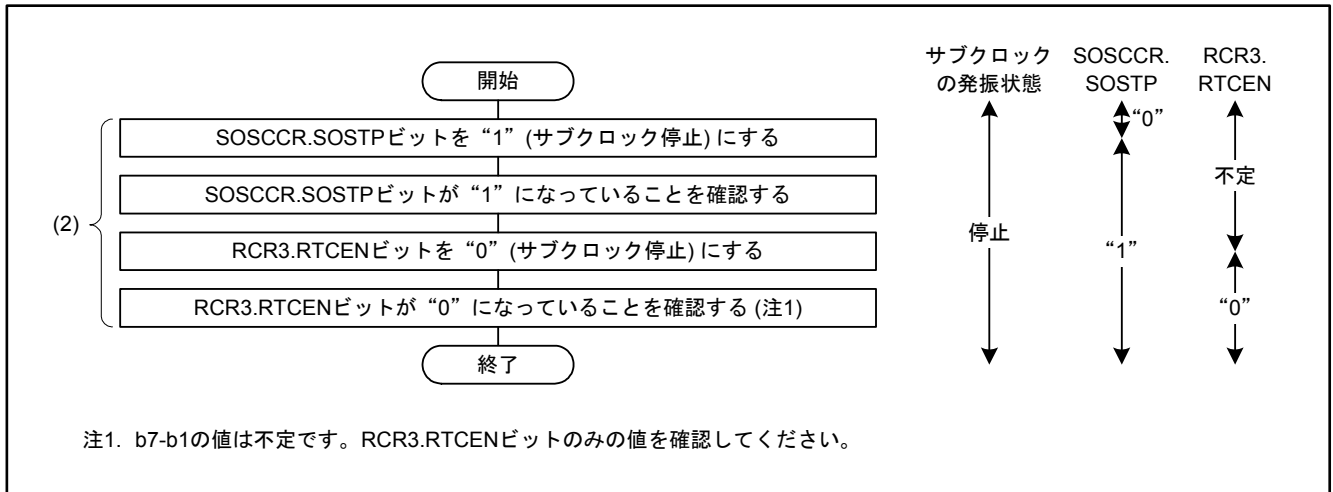 開始
(2)
SOSCCR.SOSTPビットを“1”(サブクロック停止) にする
SOSCCR.SOSTPビットが“1”になっていることを確認する
RCR3.RTCENビットを“0”(サブクロック停止) にする
RCR3.RTCENビットが“0”になっていることを確認する (注1)
終了
サブクロック
の発振状態
停止
SOSCCR.
SOSTP
“0”
“1”
RCR3.
RTCEN
不定
“0”
注1. b7-b1の値は不定です。RCR3.RTCENビットのみの値を確認してください。